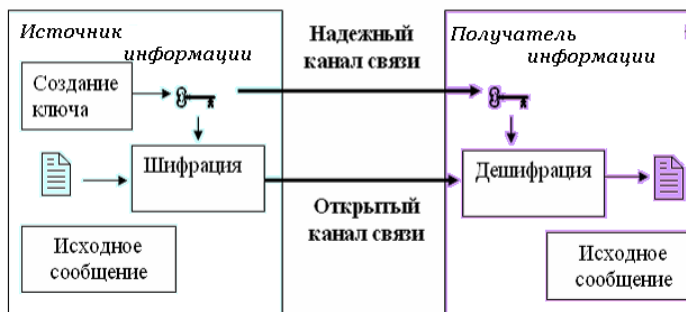 Источник
информации
Надежный
канал связи
Получатель
информации
Создание
ключа
Шифрация
Дешифрация
Открытый
канал связи
Исходное
сообщение
Исходное
сообщение